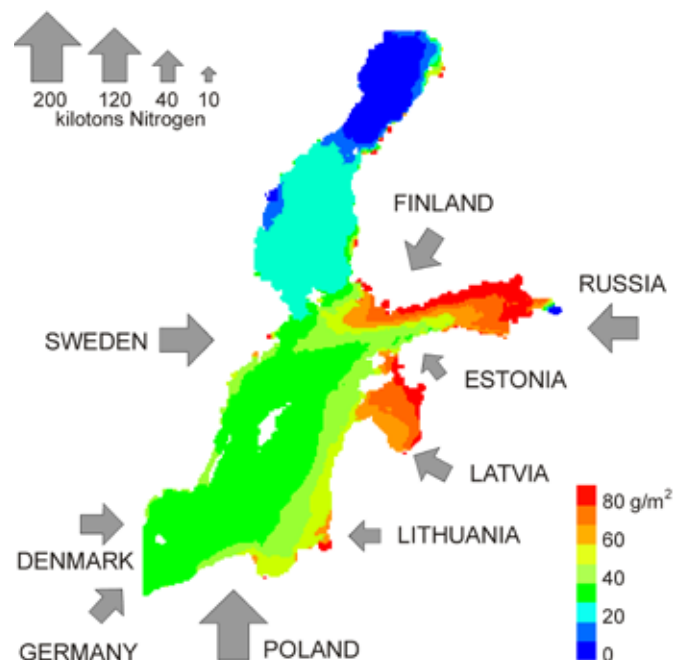 200 120 40 10
kilotons Nitrogen
FINLAND
RUSSIA
SWEDEN
ESTONIA
LATVIA
80 g/m²
LITHUANIA
60
DENMARK
40
20
GERMANY
POLAND
0